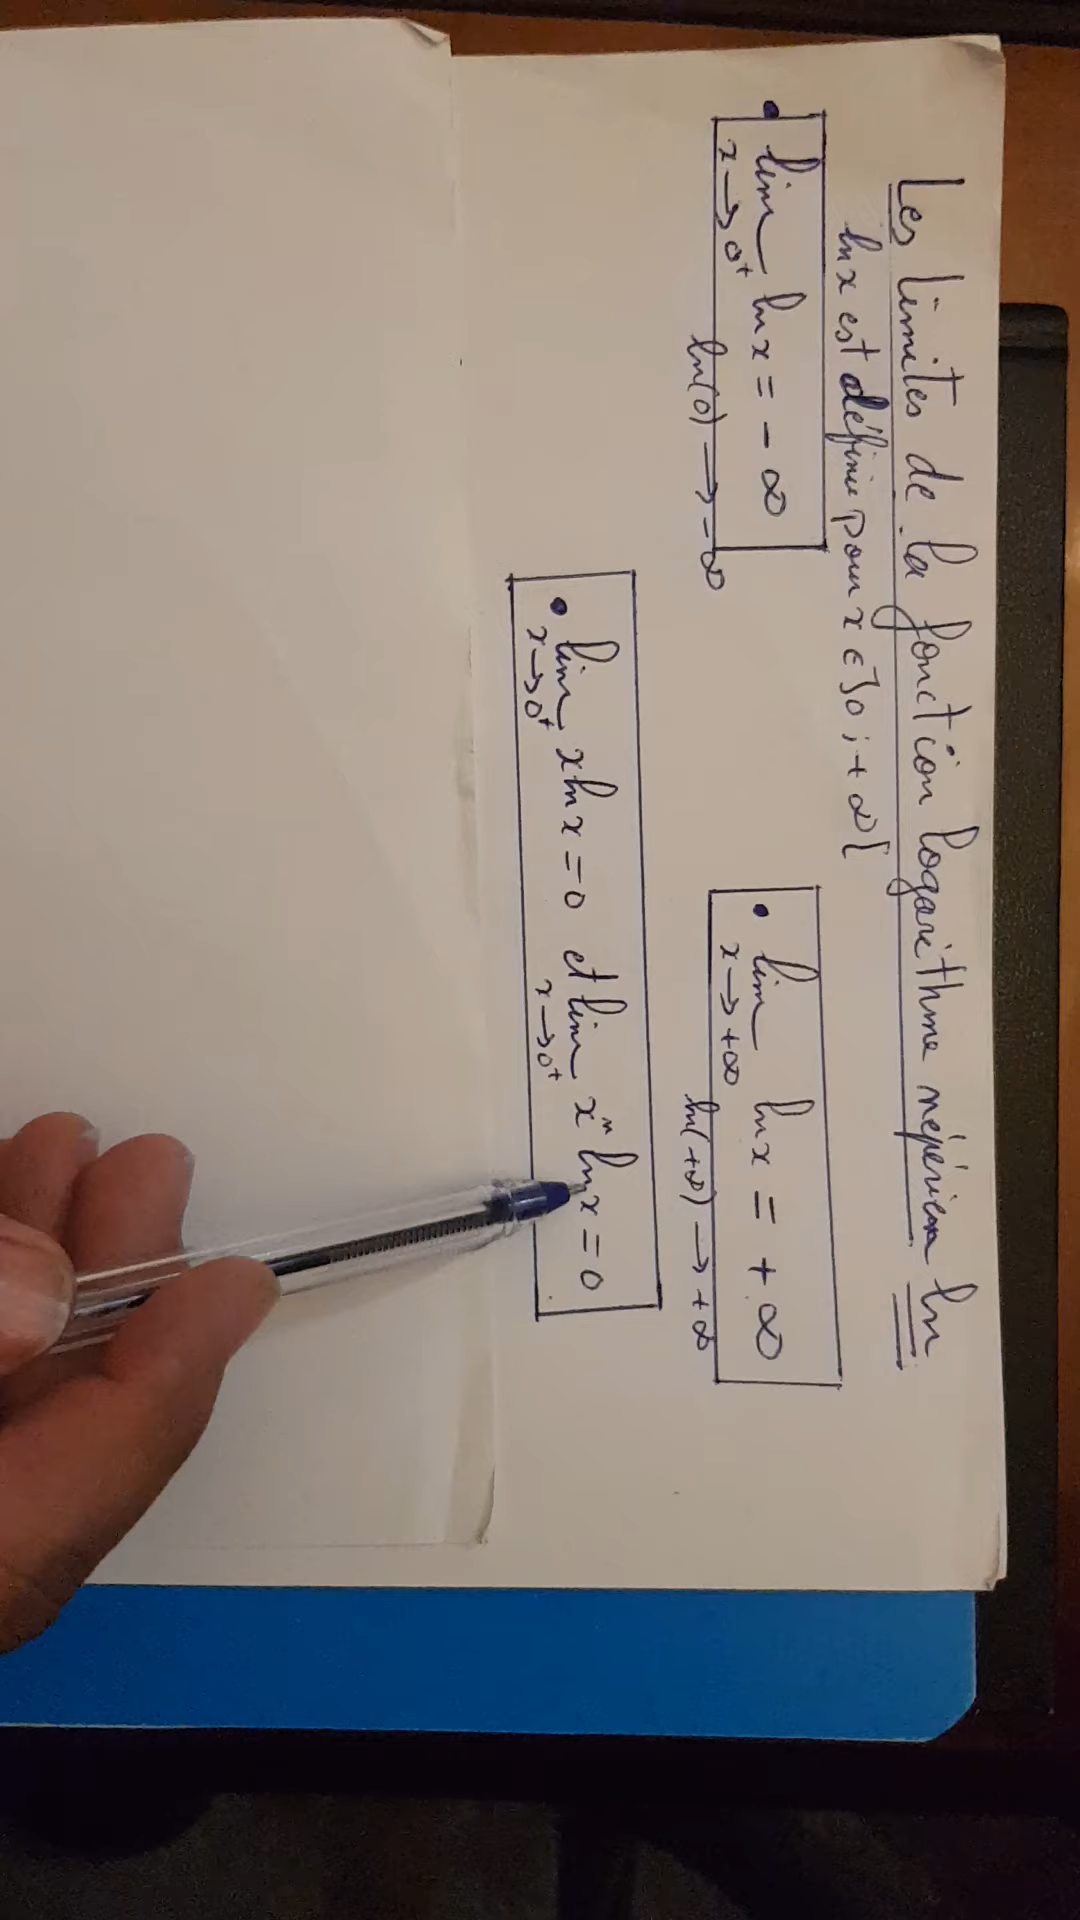 Les limites de la fonction logarithme népérien ln
ln x est définie pour x ∈ ]0 ; +∞[
• lim ln x = -∞
x→0⁺
ln(0) → -∞
• lim ln x = +∞
x→+∞
ln(+∞) → +∞
• lim x ln x = 0 et lim xⁿ ln x = 0
x→0⁺ x→0⁺